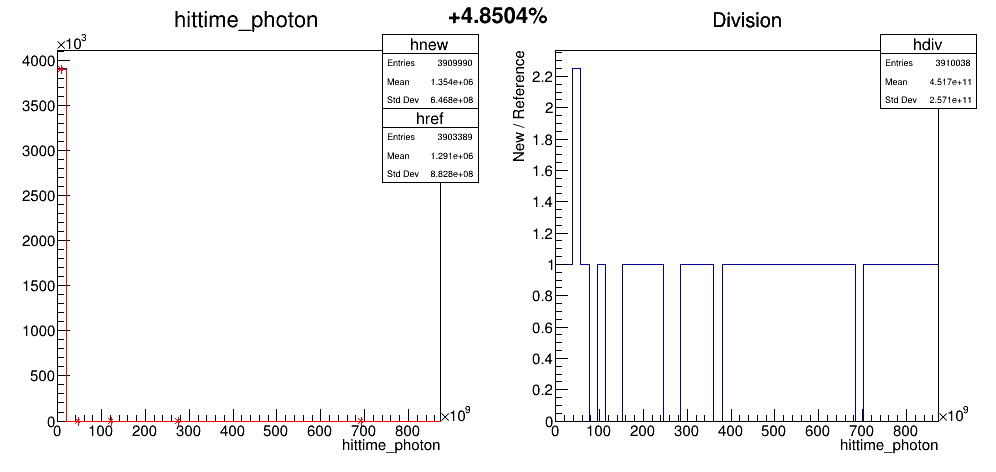 +4.8504%
hittime_photon
×10³
hnew
Entries 3909990
Mean 1.354e+06
Std Dev 6.468e+08
href
Entries 3903389
Mean 1.291e+06
Std Dev 8.828e+08
4000
3500
3000
2500
2000
1500
1000
500
0
0 100 200 300 400 500 600 700 800
×10⁹
hittime_photon
Division
hdiv
Entries 3910038
Mean 4.517e+11
Std Dev 2.571e+11
New / Reference
2.2
2
1.8
1.6
1.4
1.2
1
0.8
0.6
0.4
0.2
0
0 100 200 300 400 500 600 700 800
×10⁹
hittime_photon